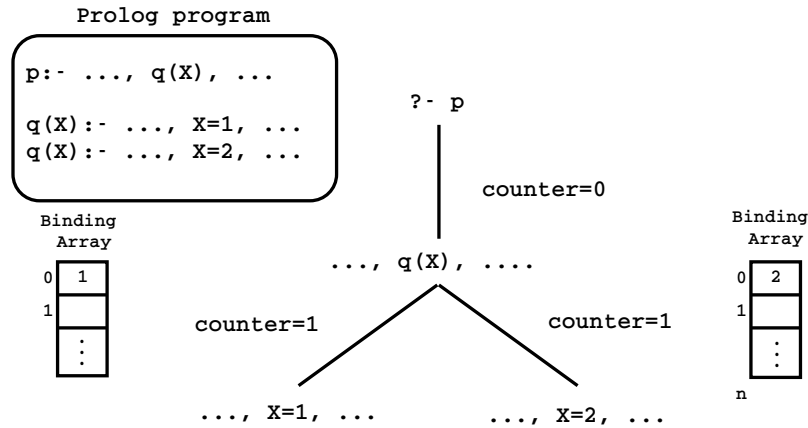 Prolog program
p:- ..., q(X), ...
q(X):- ..., X=1, ...
q(X):- ..., X=2, ...
?- p
counter=0
Binding
Array
0 1
1
⋮
..., q(X), ....
Binding
Array
0 2
1
⋮
n
counter=1
counter=1
..., X=1, ...
..., X=2, ...